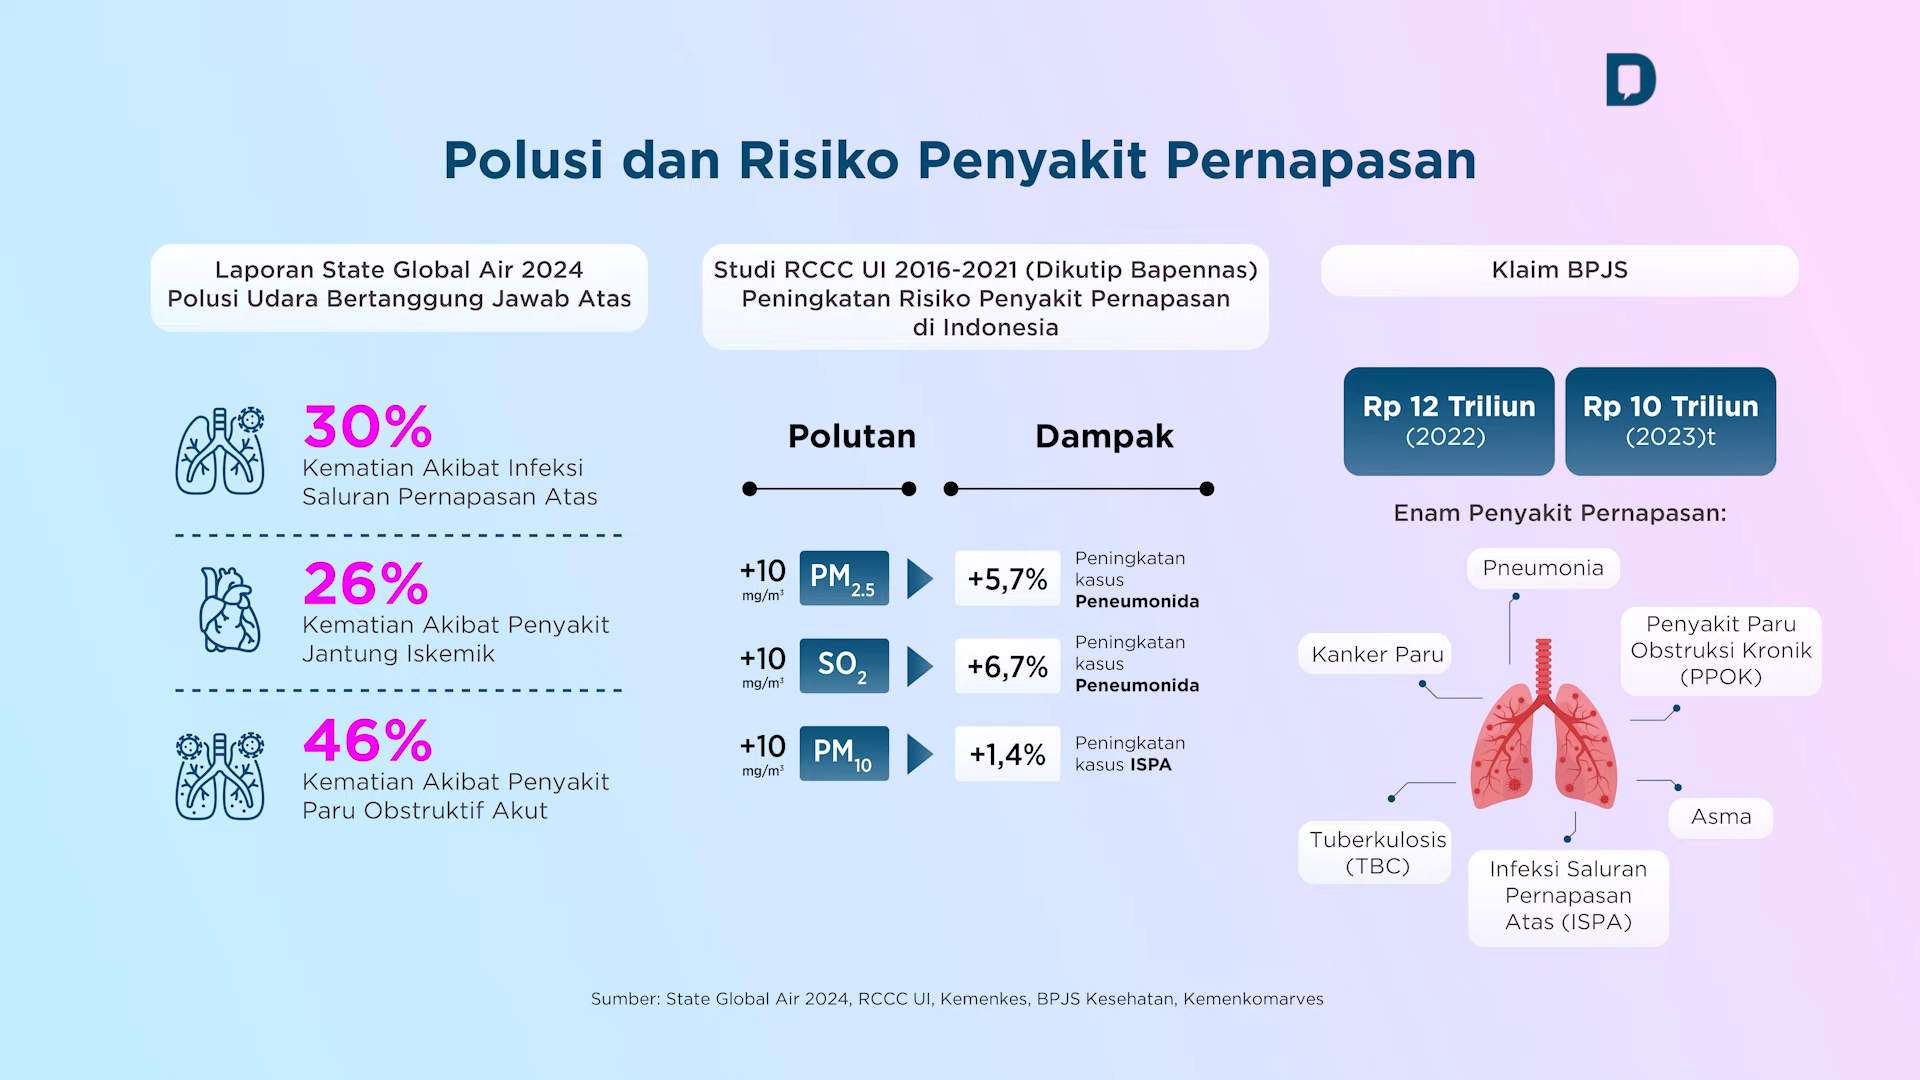 D
Polusi dan Risiko Penyakit Pernapasan
Laporan State Global Air 2024
Polusi Udara Bertanggung Jawab Atas
30%
Kematian Akibat Infeksi
Saluran Pernapasan Atas
26%
Kematian Akibat Penyakit
Jantung Iskemik
46%
Kematian Akibat Penyakit
Paru Obstruktif Akut
Studi RCCC UI 2016-2021 (Dikutip Bapennas)
Peningkatan Risiko Penyakit Pernapasan
di Indonesia
Polutan
Dampak
+10
mg/m³
PM2.5
+5,7%
Peningkatan
kasus
Peneumonida
+10
mg/m³
SO2
+6,7%
Peningkatan
kasus
Peneumonida
+10
mg/m³
PM10
+1,4%
Peningkatan
kasus ISPA
Klaim BPJS
Rp 12 Triliun
(2022)
Rp 10 Triliun
(2023)t
Enam Penyakit Pernapasan:
Pneumonia
Kanker Paru
Penyakit Paru
Obstruksi Kronik
(PPOK)
Tuberkulosis
(TBC)
Asma
Infeksi Saluran
Pernapasan
Atas (ISPA)
Sumber: State Global Air 2024, RCCC UI, Kemenkes, BPJS Kesehatan, Kemenkomarves